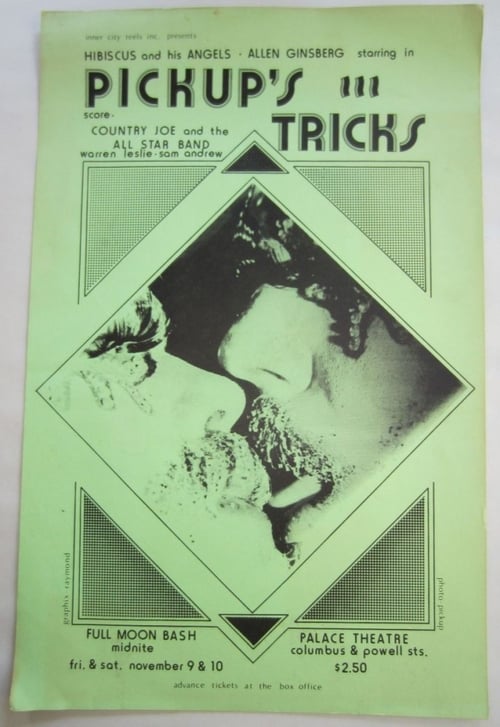 inner city reels inc. presents
HIBISCUS and his ANGELS · ALLEN GINSBERG starring in
PICKUP'S
TRICKS
score-
COUNTRY JOE and the
ALL STAR BAND
warren leslie-sam andrew
graphix raymond
photo pickup
FULL MOON BASH
midnite
fri. & sat. november 9 & 10
PALACE THEATRE
columbus & powell sts.
$2.50
advance tickets at the box office